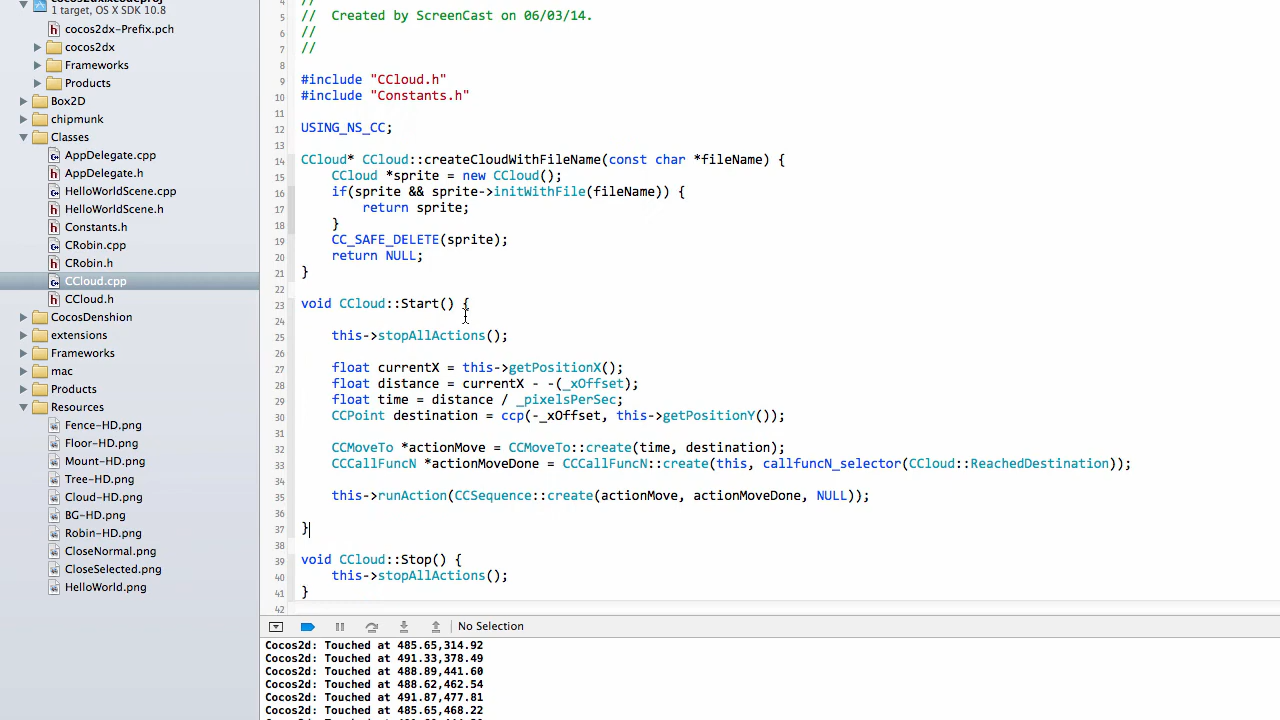 1 target, OS X SDK 10.8
cocos2dx-Prefix.pch
cocos2dx
Frameworks
Products
Box2D
chipmunk
Classes
AppDelegate.cpp
AppDelegate.h
HelloWorldScene.cpp
HelloWorldScene.h
Constants.h
CRobin.cpp
CRobin.h
CCloud.cpp
CCloud.h
CocosDenshion
extensions
Frameworks
mac
Products
Resources
Fence-HD.png
Floor-HD.png
Mount-HD.png
Tree-HD.png
Cloud-HD.png
BG-HD.png
Robin-HD.png
CloseNormal.png
CloseSelected.png
HelloWorld.png
4 //
5 //  Created by ScreenCast on 06/03/14.
6 //
7 //
8
9 #include "CCloud.h"
10 #include "Constants.h"
11
12 USING_NS_CC;
13
14 CCloud* CCloud::createCloudWithFileName(const char *fileName) {
15     CCloud *sprite = new CCloud();
16     if(sprite && sprite->initWithFile(fileName)) {
17         return sprite;
18     }
19     CC_SAFE_DELETE(sprite);
20     return NULL;
21 }
22
23 void CCloud::Start() {
24
25     this->stopAllActions();
26
27     float currentX = this->getPositionX();
28     float distance = currentX - -(_xOffset);
29     float time = distance / _pixelsPerSec;
30     CCPoint destination = ccp(-_xOffset, this->getPositionY());
31
32     CCMoveTo *actionMove = CCMoveTo::create(time, destination);
33     CCCallFuncN *actionMoveDone = CCCallFuncN::create(this, callfuncN_selector(CCloud::ReachedDestination));
34
35     this->runAction(CCSequence::create(actionMove, actionMoveDone, NULL));
36
37 }
38
39 void CCloud::Stop() {
40     this->stopAllActions();
41 }
42
No Selection
Cocos2d: Touched at 485.65,314.92
Cocos2d: Touched at 491.33,378.49
Cocos2d: Touched at 488.89,441.60
Cocos2d: Touched at 488.62,462.54
Cocos2d: Touched at 491.87,477.81
Cocos2d: Touched at 485.65,468.22